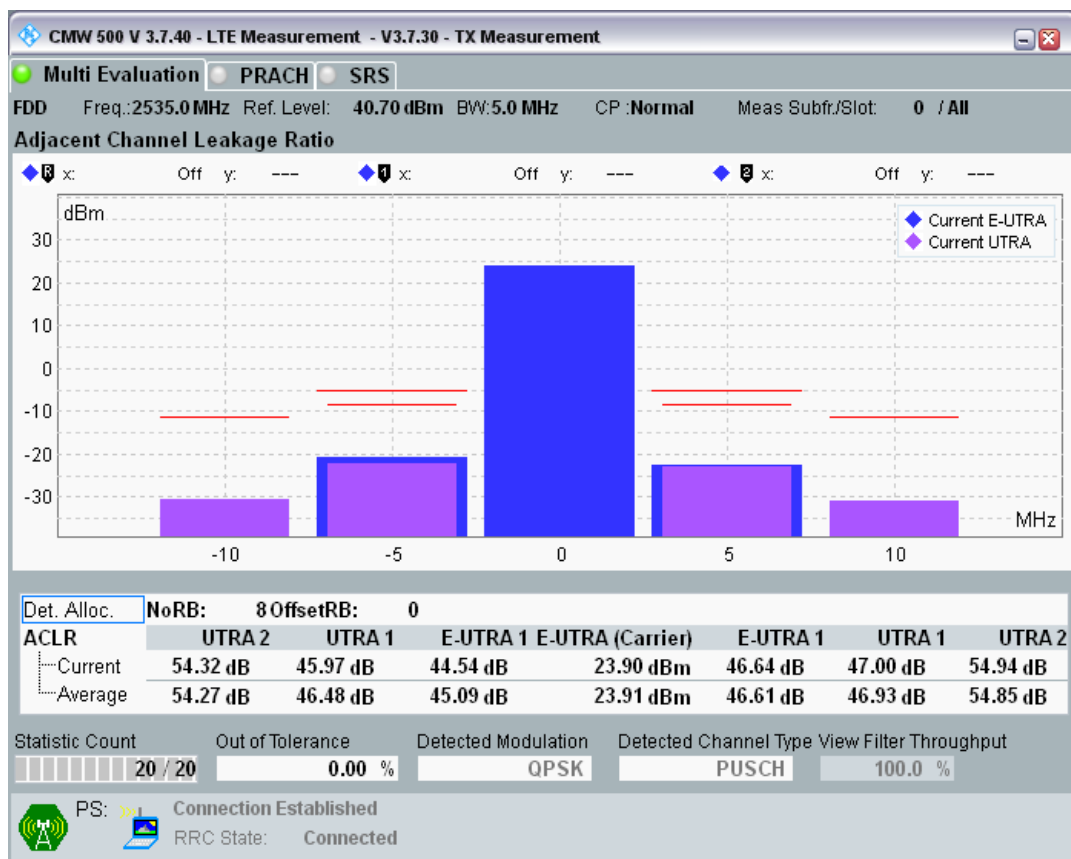 CMW 500 V 3.7.40 - LTE Measurement - V3.7.30 - TX Measurement
Multi Evaluation PRACH SRS
FDD Freq.:2535.0 MHz Ref. Level: 40.70 dBm BW:5.0 MHz CP :Normal Meas Subfr./Slot: 0 / All
Adjacent Channel Leakage Ratio
R x: Off y: --- 1 x: Off y: --- 2 x: Off y: ---
dBm
Current E-UTRA
Current UTRA
30
20
10
0
-10
-20
-30
MHz
-10 -5 0 5 10
Det. Alloc. NoRB: 8 OffsetRB: 0
ACLR UTRA 2 UTRA 1 E-UTRA 1 E-UTRA (Carrier) E-UTRA 1 UTRA 1 UTRA 2
Current 54.32 dB 45.97 dB 44.54 dB 23.90 dBm 46.64 dB 47.00 dB 54.94 dB
Average 54.27 dB 46.48 dB 45.09 dB 23.91 dBm 46.61 dB 46.93 dB 54.85 dB
Statistic Count Out of Tolerance Detected Modulation Detected Channel Type View Filter Throughput
20 / 20 0.00 % QPSK PUSCH 100.0 %
PS: Connection Established
RRC State: Connected